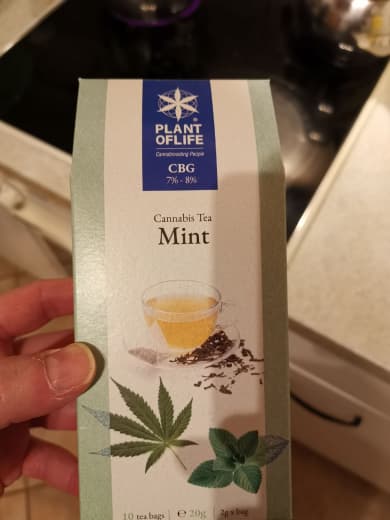 PLANT
OFLIFE
®
Cannabinoiding People
CBG
7% - 8%
Cannabis Tea
Mint
10 tea bags | ℮ 20g | 2g x bag